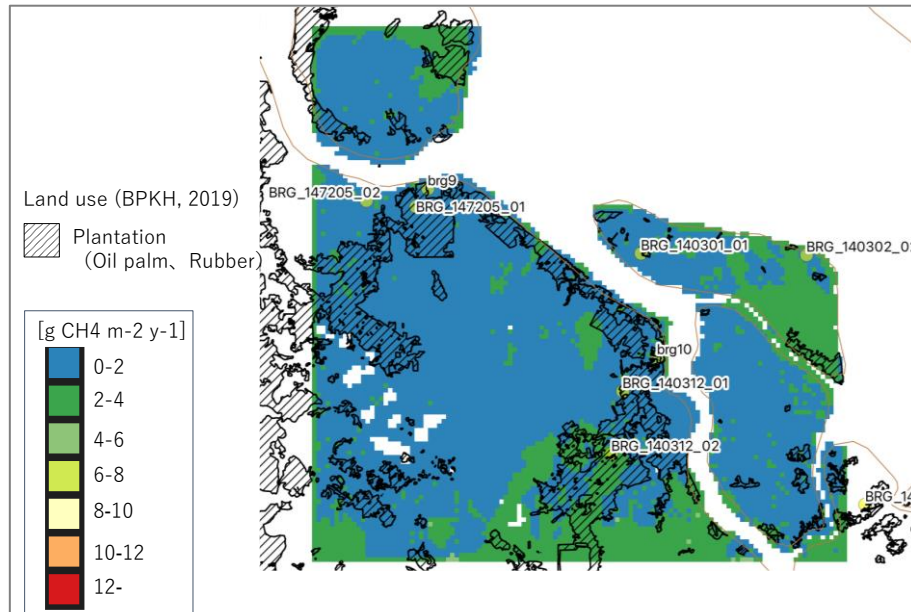 Land use (BPKH, 2019)
Plantation
(Oil palm、Rubber)
[g CH4 m-2 y-1]
0-2
2-4
4-6
6-8
8-10
10-12
12-
brg9
BRG_147205_02
BRG_147205_01
BRG_140301_01
BRG_140302_0
brg10
BRG_140312_01
BRG_140312_02
BRG_14